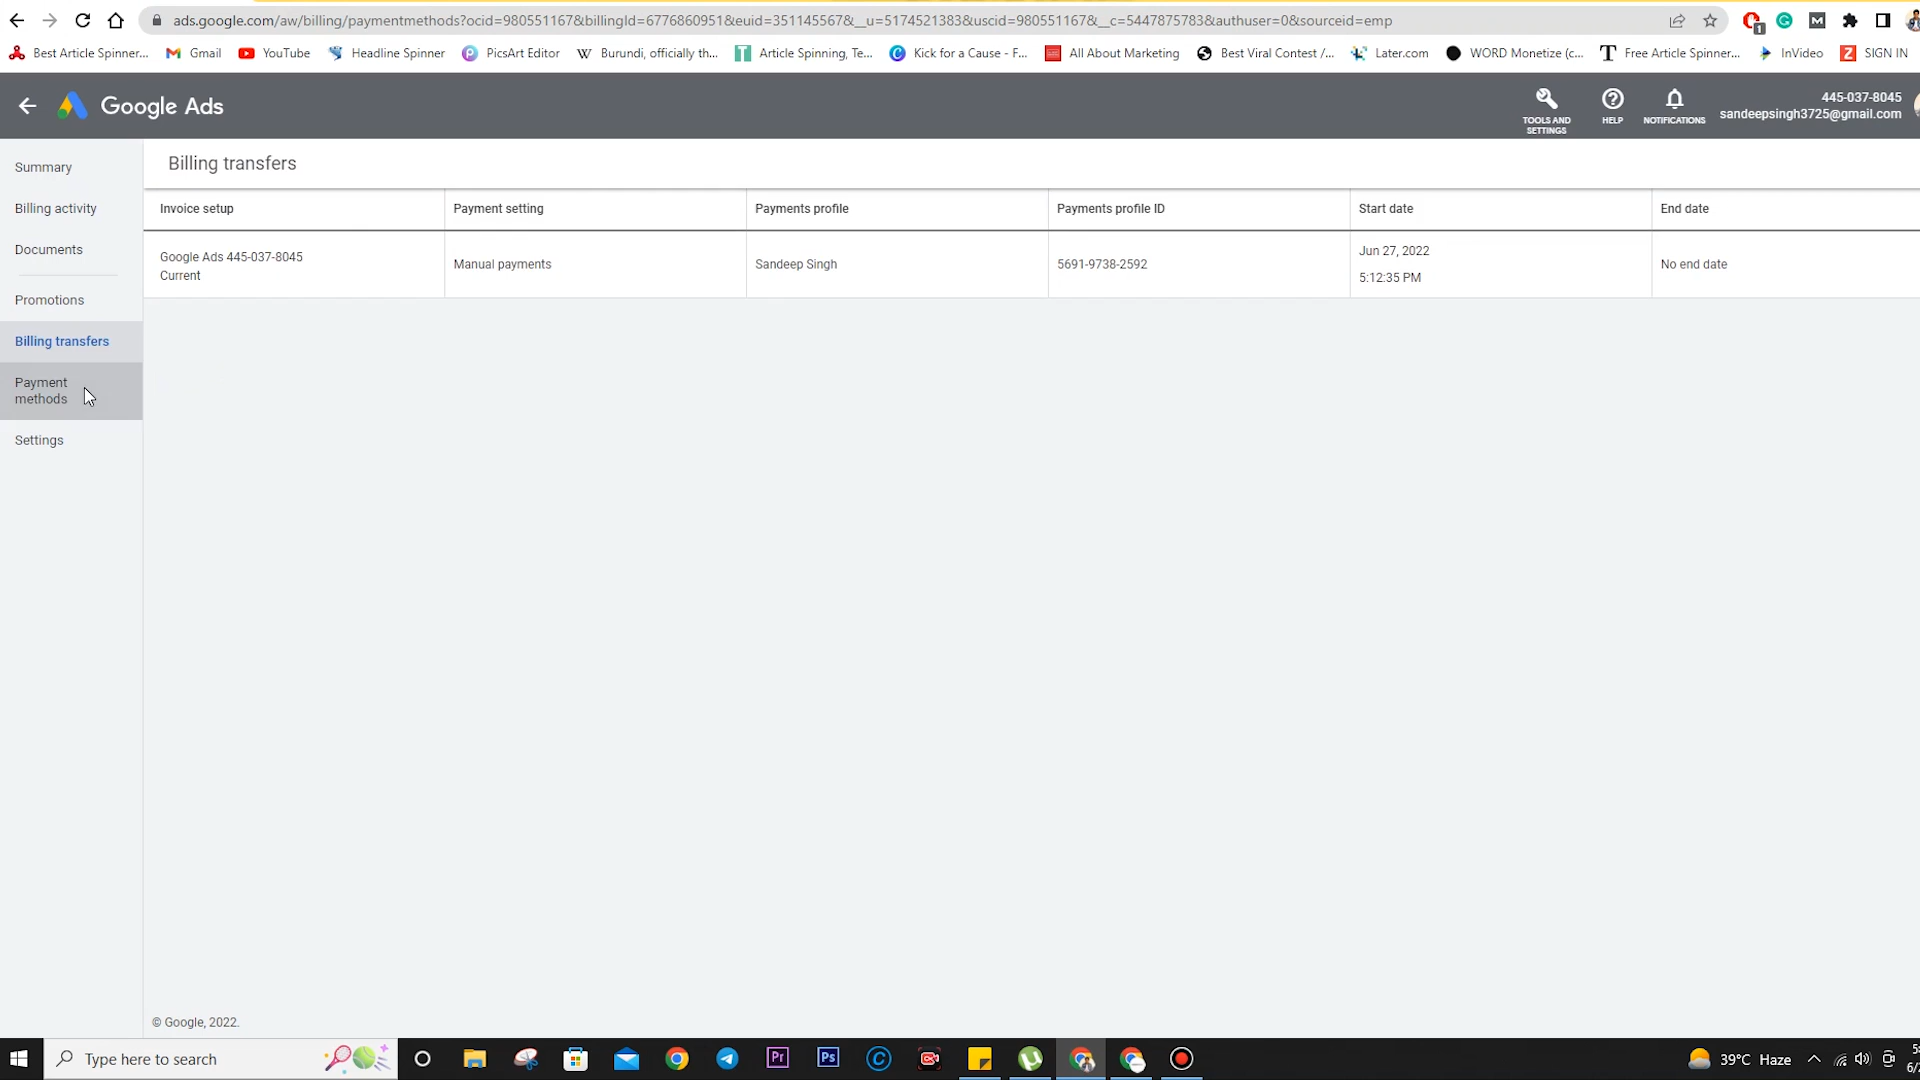 ads.google.com/aw/billing/paymentmethods?ocid=980551167&billingId=6776860951&euid=351145567&__u=5174521383&uscid=980551167&__c=5447875783&authuser=0&sourceid=emp
1
Best Article Spinner...
Gmail
YouTube
Headline Spinner
PicsArt Editor
Burundi, officially th...
Article Spinning, Te...
Kick for a Cause - F...
All About Marketing
Best Viral Contest /...
Later.com
WORD Monetize (c...
Free Article Spinner...
InVideo
SIGN IN
Google Ads
TOOLS AND
SETTINGS
HELP
NOTIFICATIONS
445-037-8045
sandeepsingh3725@gmail.com
Summary
Billing activity
Documents
Promotions
Billing transfers
Payment
methods
Settings
Billing transfers
Invoice setup
Payment setting
Payments profile
Payments profile ID
Start date
End date
Google Ads 445-037-8045
Current
Manual payments
Sandeep Singh
5691-9738-2592
Jun 27, 2022
5:12:35 PM
No end date
© Google, 2022.
Type here to search
Pr
Ps
39°C Haze